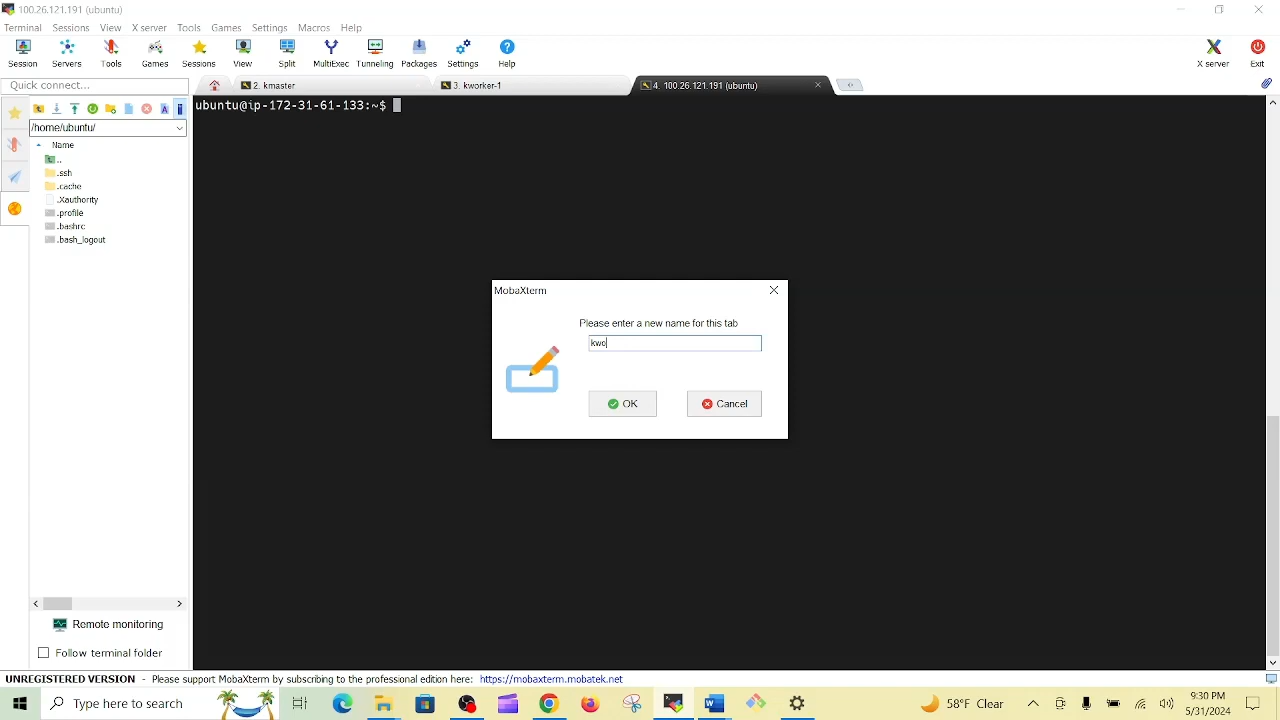 100.26.121.191 (ubuntu)
Terminal Sessions View X server Tools Games Settings Macros Help
Session Servers Tools Games Sessions View Split MultiExec Tunneling Packages Settings Help X server Exit
Quick connect...
2. kmaster
3. kworker-1
4. 100.26.121.191 (ubuntu)
/home/ubuntu/
Name
..
.ssh
.cache
.Xauthority
.profile
.bashrc
.bash_logout
ubuntu@ip-172-31-61-133:~$
MobaXterm
Please enter a new name for this tab
kwo
OK Cancel
Remote monitoring
Follow terminal folder
UNREGISTERED VERSION - Please support MobaXterm by subscribing to the professional edition here: https://mobaxterm.mobatek.net
Type here to search
58°F Clear
9:30 PM
5/31/2024